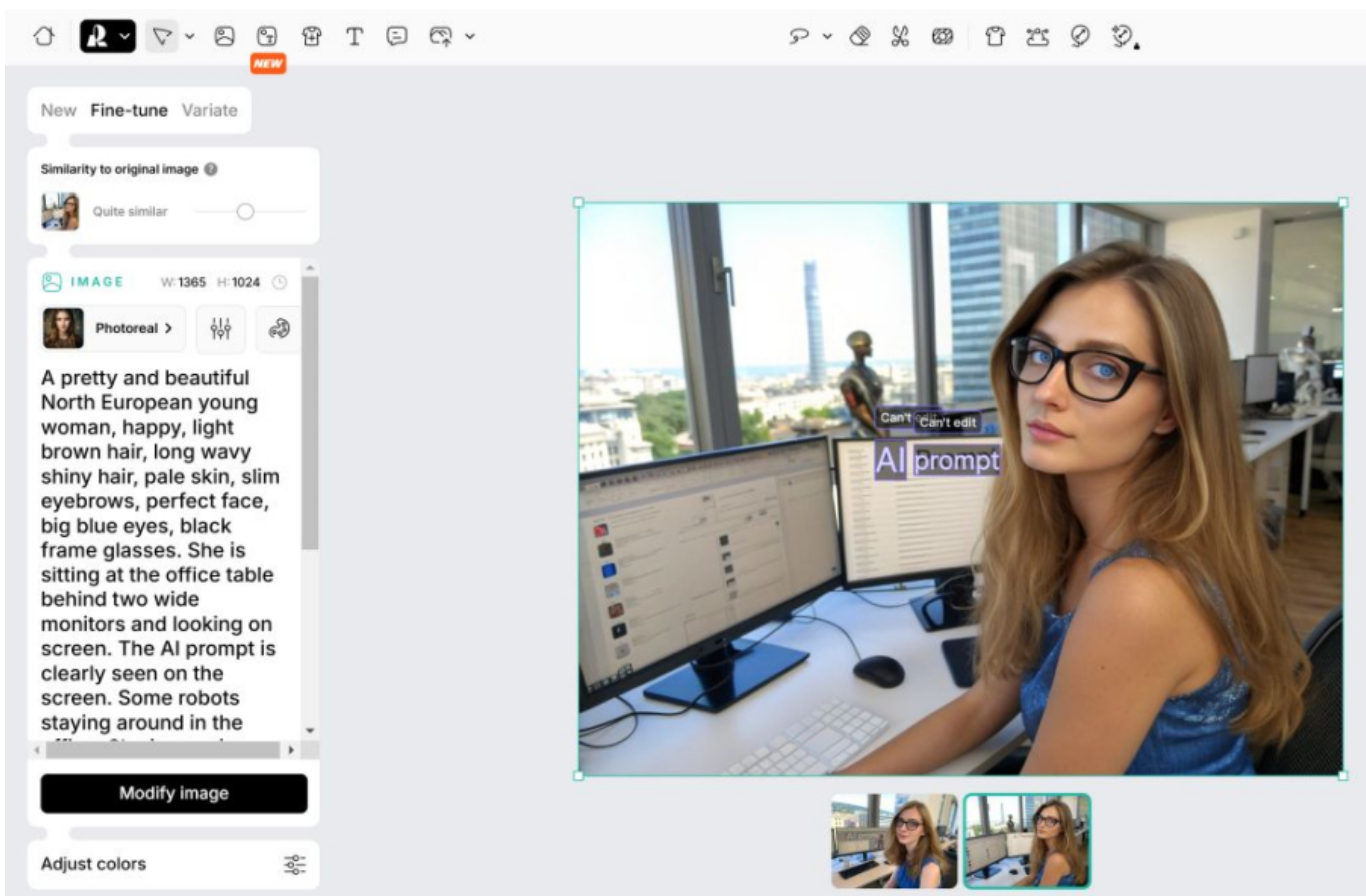 NEW
New Fine-tune Variate
Similarity to original image ?
Quite similar
IMAGE W:1365 H:1024
Photoreal >
A pretty and beautiful
North European young
woman, happy, light
brown hair, long wavy
shiny hair, pale skin, slim
eyebrows, perfect face,
big blue eyes, black
frame glasses. She is
sitting at the office table
behind two wide
monitors and looking on
screen. The AI prompt is
clearly seen on the
screen. Some robots
staying around in the
Modify image
Adjust colors
Can't
Can't edit
AI prompt